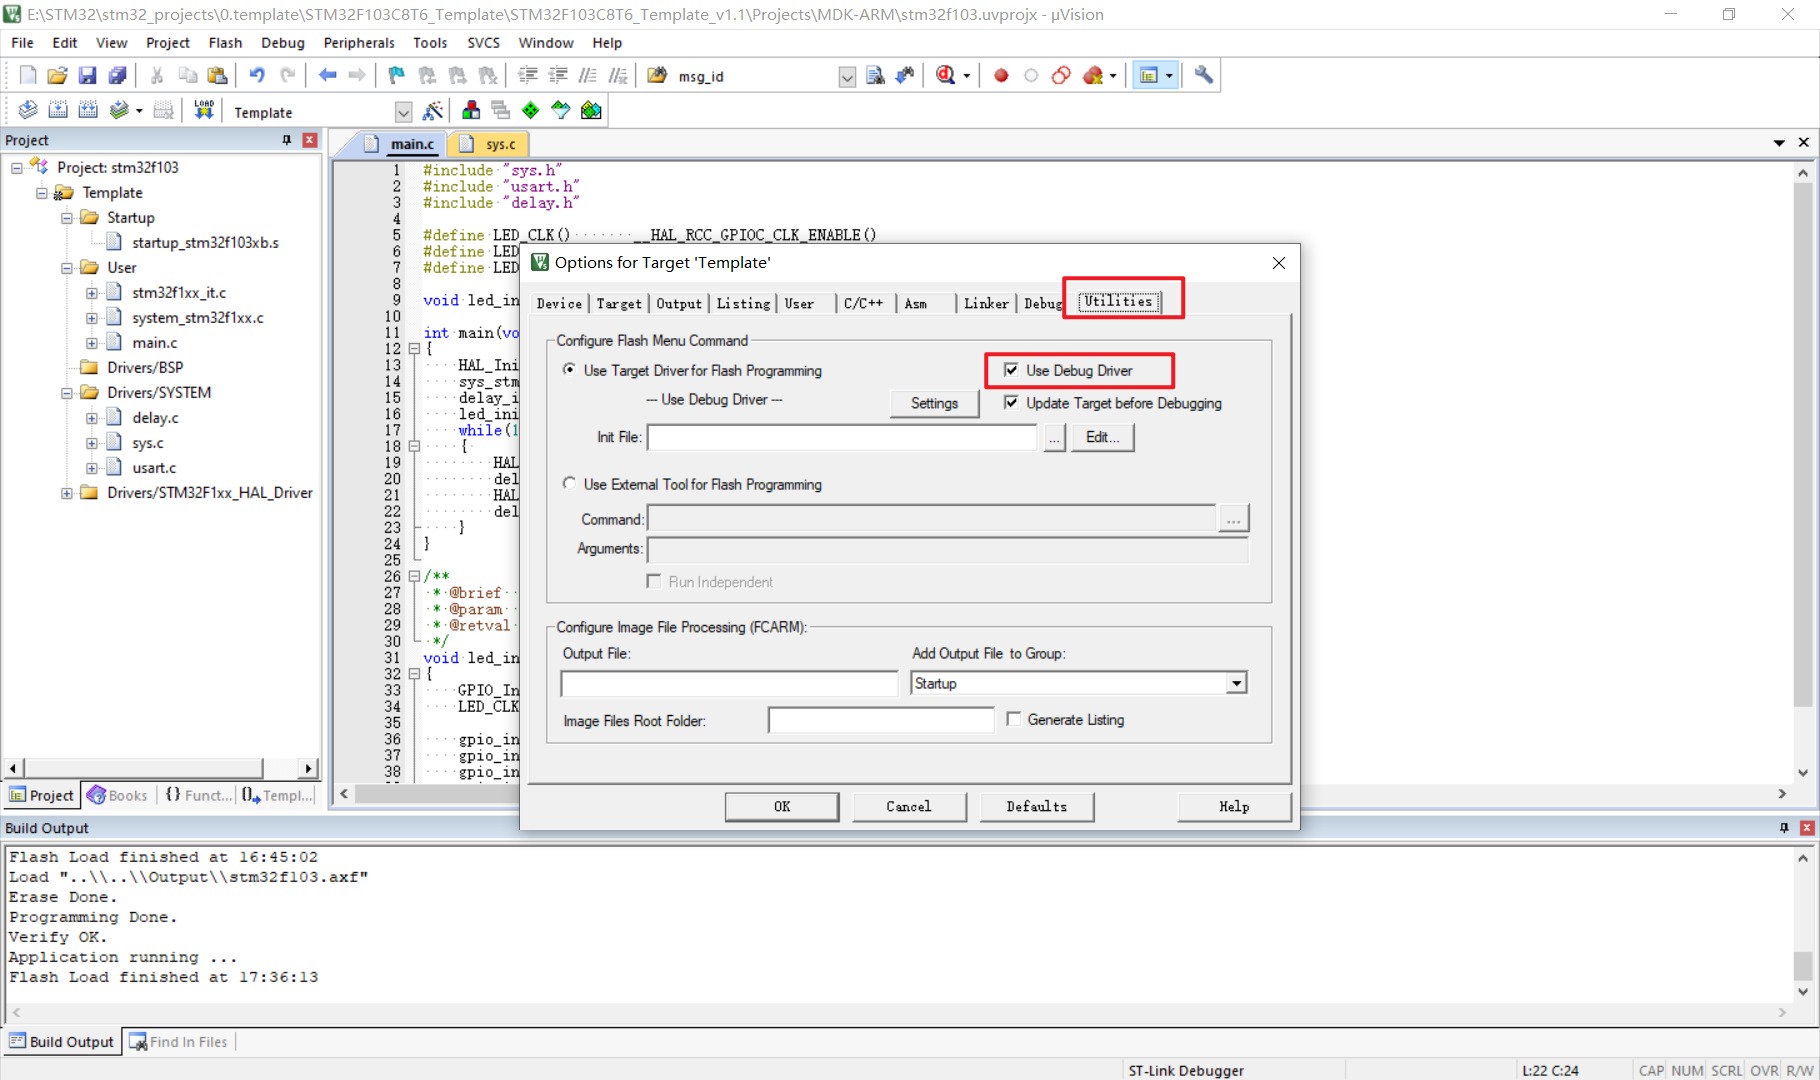 E:\STM32\stm32_projects\0.template\STM32F103C8T6_Template\STM32F103C8T6_Template_v1.1\Projects\MDK-ARM\stm32f103.uvprojx - µVision
File Edit View Project Flash Debug Peripherals Tools SVCS Window Help
msg_id
LOAD Template
Project
main.c sys.c
Project: stm32f103
Template
Startup
startup_stm32f103xb.s
User
stm32f1xx_it.c
system_stm32f1xx.c
main.c
Drivers/BSP
Drivers/SYSTEM
delay.c
sys.c
usart.c
Drivers/STM32F1xx_HAL_Driver
Project Books {} Funct... Templ...
1 #include "sys.h"
2 #include "usart.h"
3 #include "delay.h"
4
5 #define LED_CLK() __HAL_RCC_GPIOC_CLK_ENABLE()
6 #define LED
7 #define LED
8
9 void led_in
10
11 int main(vo
12 {
13 HAL_Ini
14 sys_stm
15 delay_i
16 led_ini
17 while(1
18 {
19 HAL
20 del
21 HAL
22 del
23 }
24 }
25
26 /**
27 * @brief
28 * @param
29 * @retval
30 */
31 void led_in
32 {
33 GPIO_In
34 LED_CLK
35
36 gpio_in
37 gpio_in
38 gpio_in
Options for Target 'Template'
Device Target Output Listing User C/C++ Asm Linker Debug Utilities
Configure Flash Menu Command
Use Target Driver for Flash Programming Use Debug Driver
-- Use Debug Driver -- Settings Update Target before Debugging
Init File: ... Edit...
Use External Tool for Flash Programming
Command: ...
Arguments:
Run Independent
Configure Image File Processing (FCARM):
Output File: Add Output File to Group:
Startup
Image Files Root Folder: Generate Listing
OK Cancel Defaults Help
Build Output
Flash Load finished at 16:45:02
Load "..\\..\\Output\\stm32f103.axf"
Erase Done.
Programming Done.
Verify OK.
Application running ...
Flash Load finished at 17:36:13
Build Output Find In Files
ST-Link Debugger L:22 C:24 CAP NUM SCRL OVR R/W